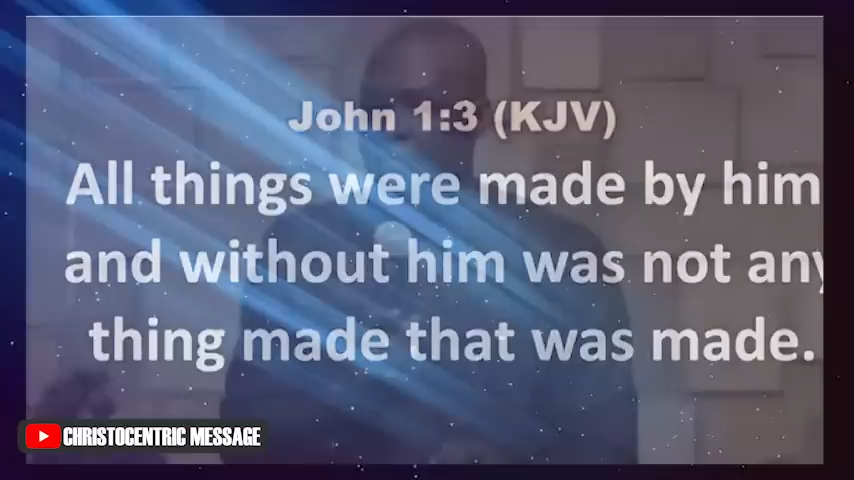 John 1:3 (KJV)
All things were made by him
and without him was not any
thing made that was made.
CHRISTOCENTRIC MESSAGE